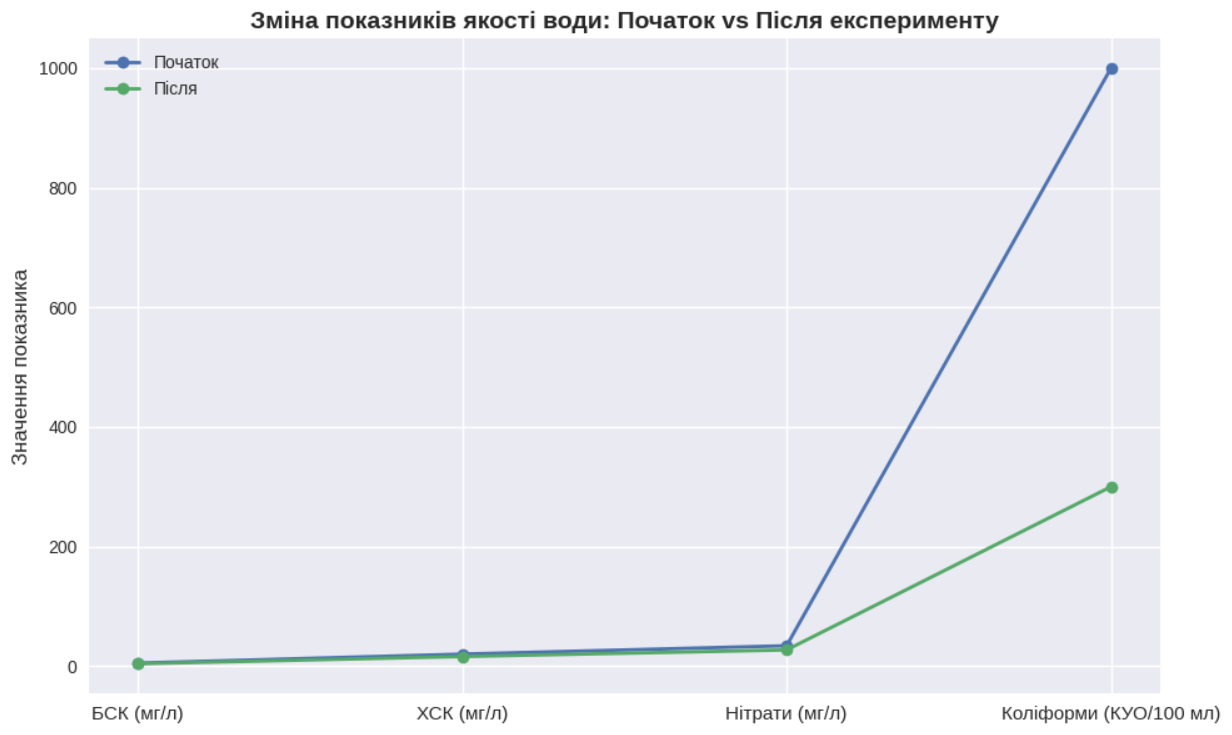 Зміна показників якості води: Початок vs Після експерименту
Початок
Після
1000
800
600
400
200
0
Значення показника
БСК (мг/л)
ХСК (мг/л)
Нітрати (мг/л)
Коліформи (КУО/100 мл)